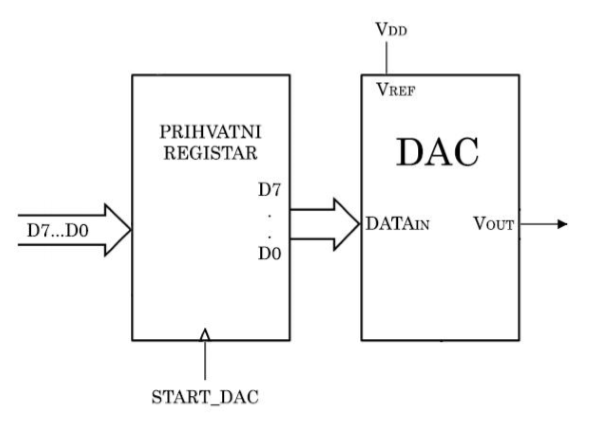 VDD
VREF
PRIHVATNI
REGISTAR
DAC
D7
.
.
D0
D7...D0
DATAIN
VOUT
START_DAC